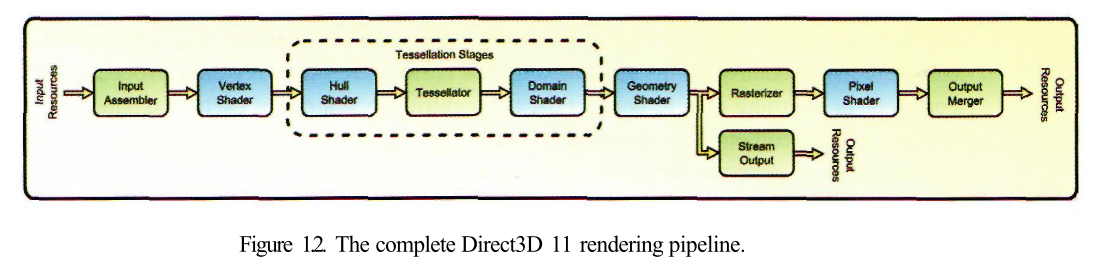 Tessellation Stages
Input
Resources
Input
Assembler
Vertex
Shader
Hull
Shader
Tessellator
Domain
Shader
Geometry
Shader
Rasterizer
Pixel
Shader
Output
Merger
Output
Resources
Stream
Output
Output
Resources
Figure 12. The complete Direct3D 11 rendering pipeline.